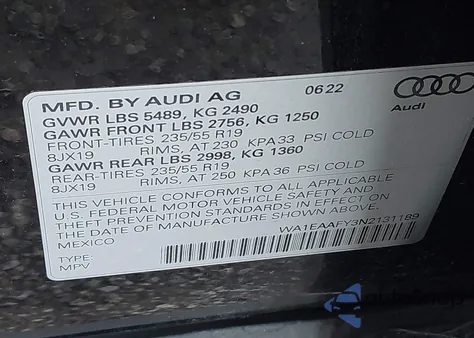 MFD. BY AUDI AG 06.22
GVWR LBS 5489, KG 2490
GAWR FRONT LBS 2756, KG 1250
FRONT-TIRES 235/55 R19
8JX19 RIMS, AT 230 KPA 33 PSI COLD
GAWR REAR LBS 2998, KG 1360
REAR-TIRES 235/55 R19
8JX19 RIMS, AT 250 KPA 36 PSI COLD
THIS VEHICLE CONFORMS TO ALL APPLICABLE
U.S. FEDERAL MOTOR VEHICLE SAFETY AND
THEFT PREVENTION STANDARDS IN EFFECT ON
THE DATE OF MANUFACTURE SHOWN ABOVE.
MEXICO
WA1EAAFY3N2131189
TYPE:
MPV
Audi